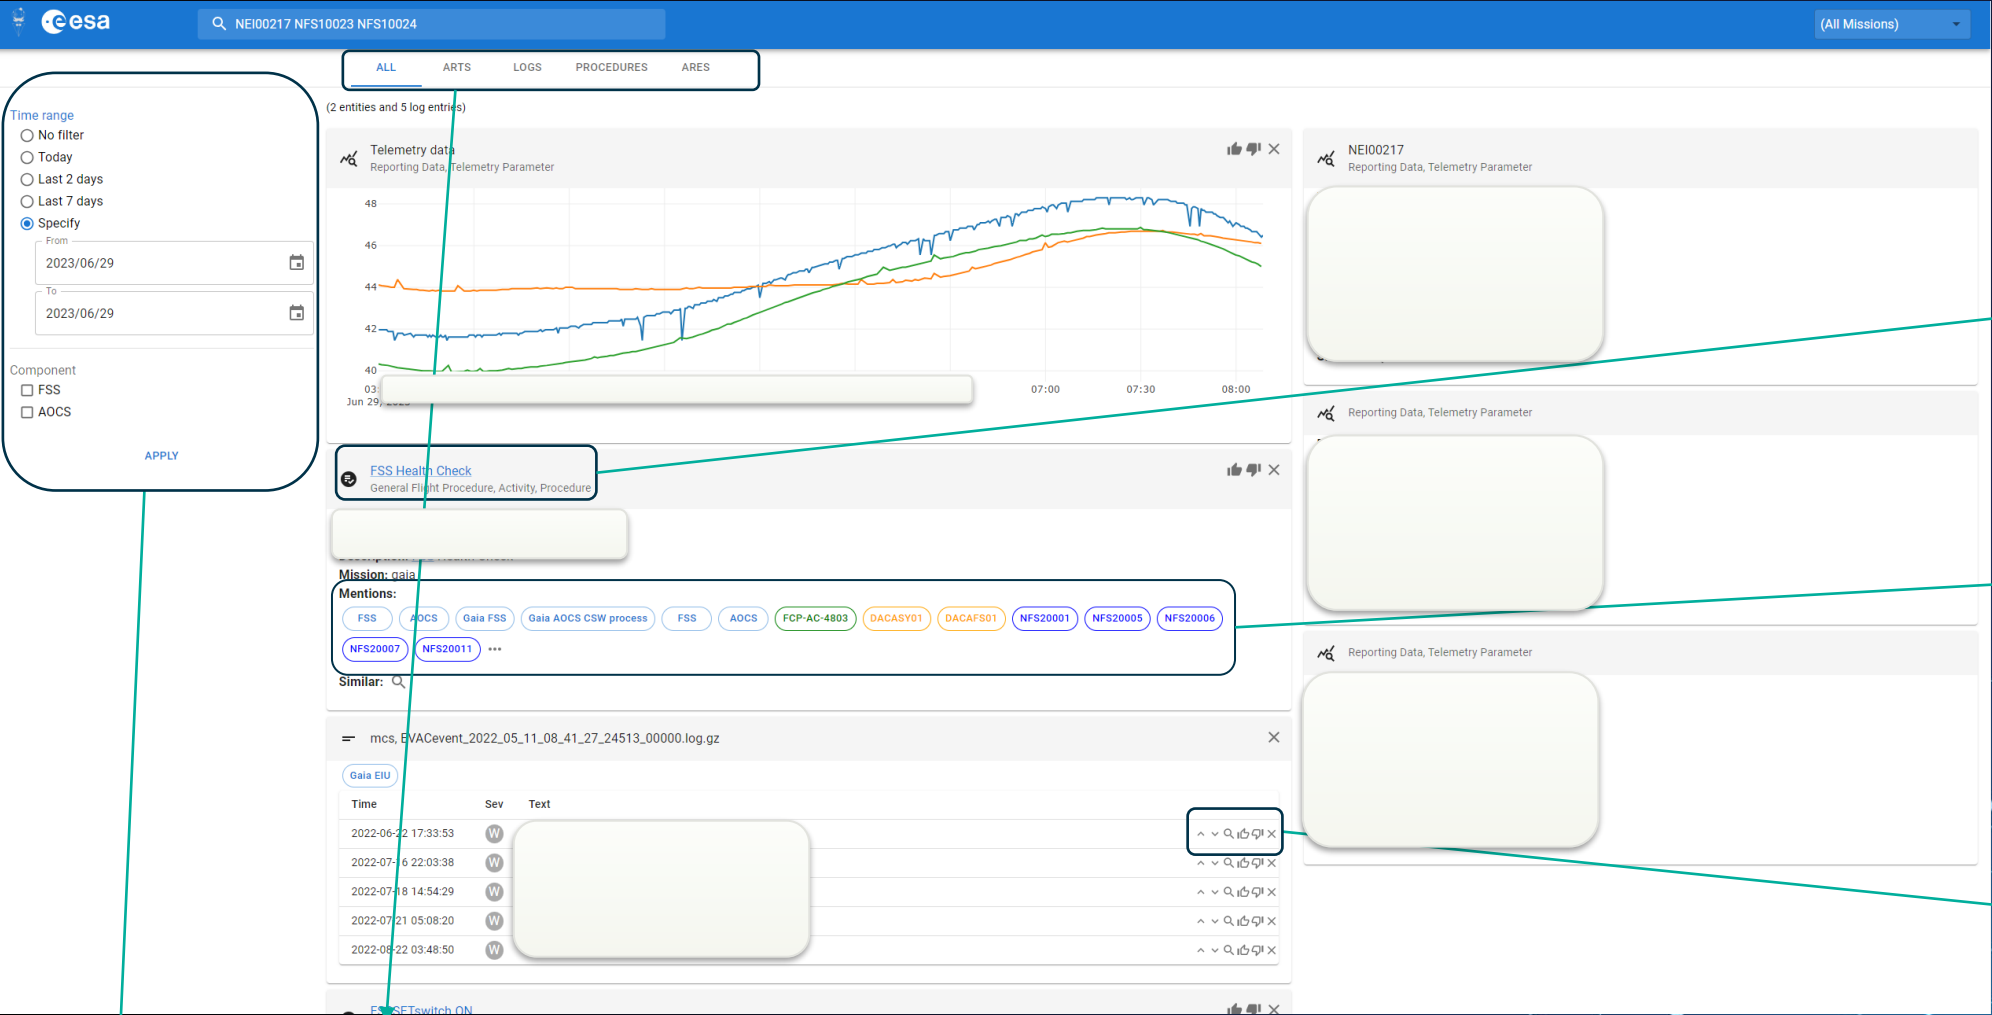 esa
NEI00217 NFS10023 NFS10024
(All Missions)
ALL ARTS LOGS PROCEDURES ARES
(2 entities and 5 log entries)
Time range
No filter
Today
Last 2 days
Last 7 days
Specify
From
2023/06/29
To
2023/06/29
Component
FSS
AOCS
APPLY
Telemetry data
Reporting Data, Telemetry Parameter
48
46
44
42
40
03:
07:00 07:30 08:00
Jun 29, 2023
FSS Health Check
General Flight Procedure, Activity, Procedure
Mission: gaia
Mentions:
FSS AOCS Gaia FSS Gaia AOCS CSW process FSS AOCS FCP-AC-4803 DACASY01 DACAFS01 NFS20001 NFS20005 NFS20006
NFS20007 NFS20011 •••
Similar:
mcs, EVACevent_2022_05_11_08_41_27_24513_00000.log.gz
Gaia EIU
Time Sev Text
2022-06-22 17:33:53 W
2022-07-16 22:03:38 W
2022-07-18 14:54:29 W
2022-07-21 05:08:20 W
2022-08-22 03:48:50 W
ON
NEI00217
Reporting Data, Telemetry Parameter
Reporting Data, Telemetry Parameter
Reporting Data, Telemetry Parameter